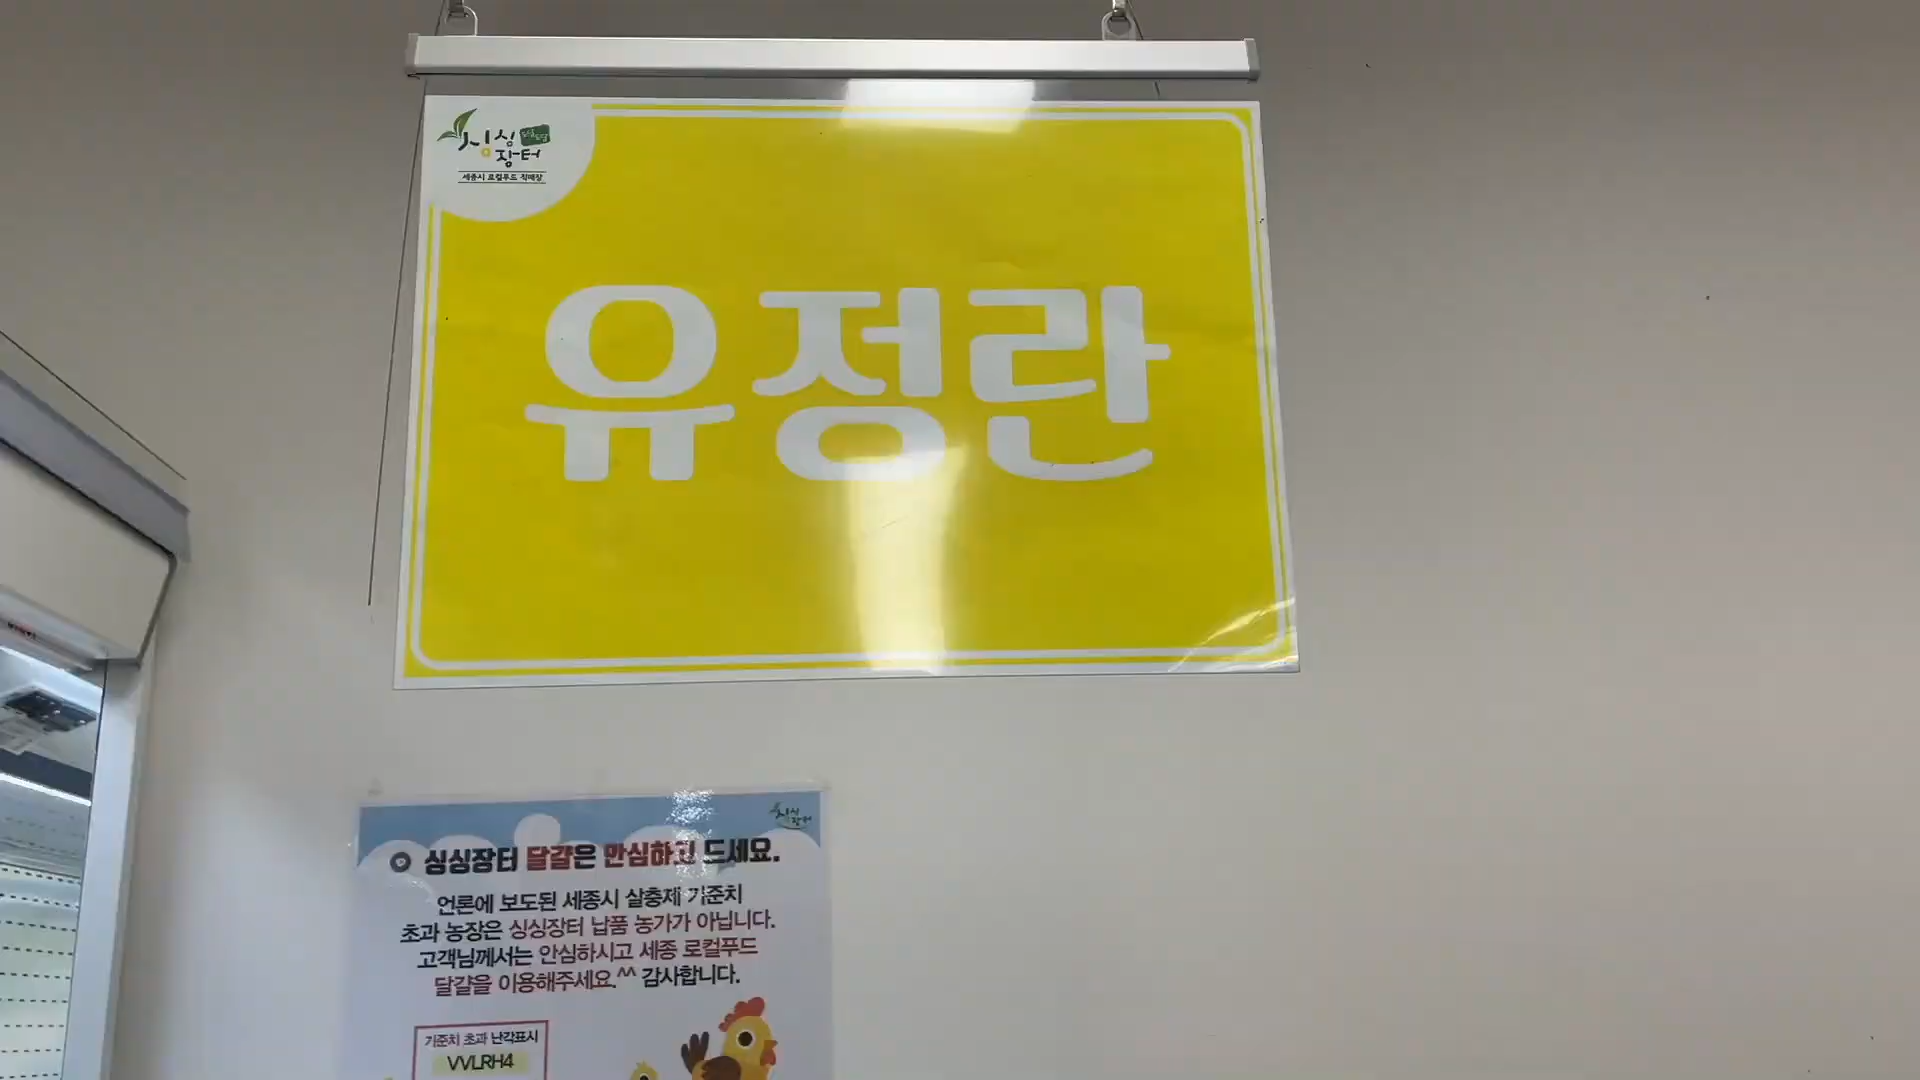 싱싱
장터
세종시 로컬푸드 직매장
유정란
싱싱
장터
싱싱장터 달걀은 안심하고 드세요.
언론에 보도된 세종시 살충제 기준치
초과 농장은 싱싱장터 납품 농가가 아닙니다.
고객님께서는 안심하시고 세종 로컬푸드
달걀을 이용해주세요.^^ 감사합니다.
기준치 초과 난각표시
VVLRH4